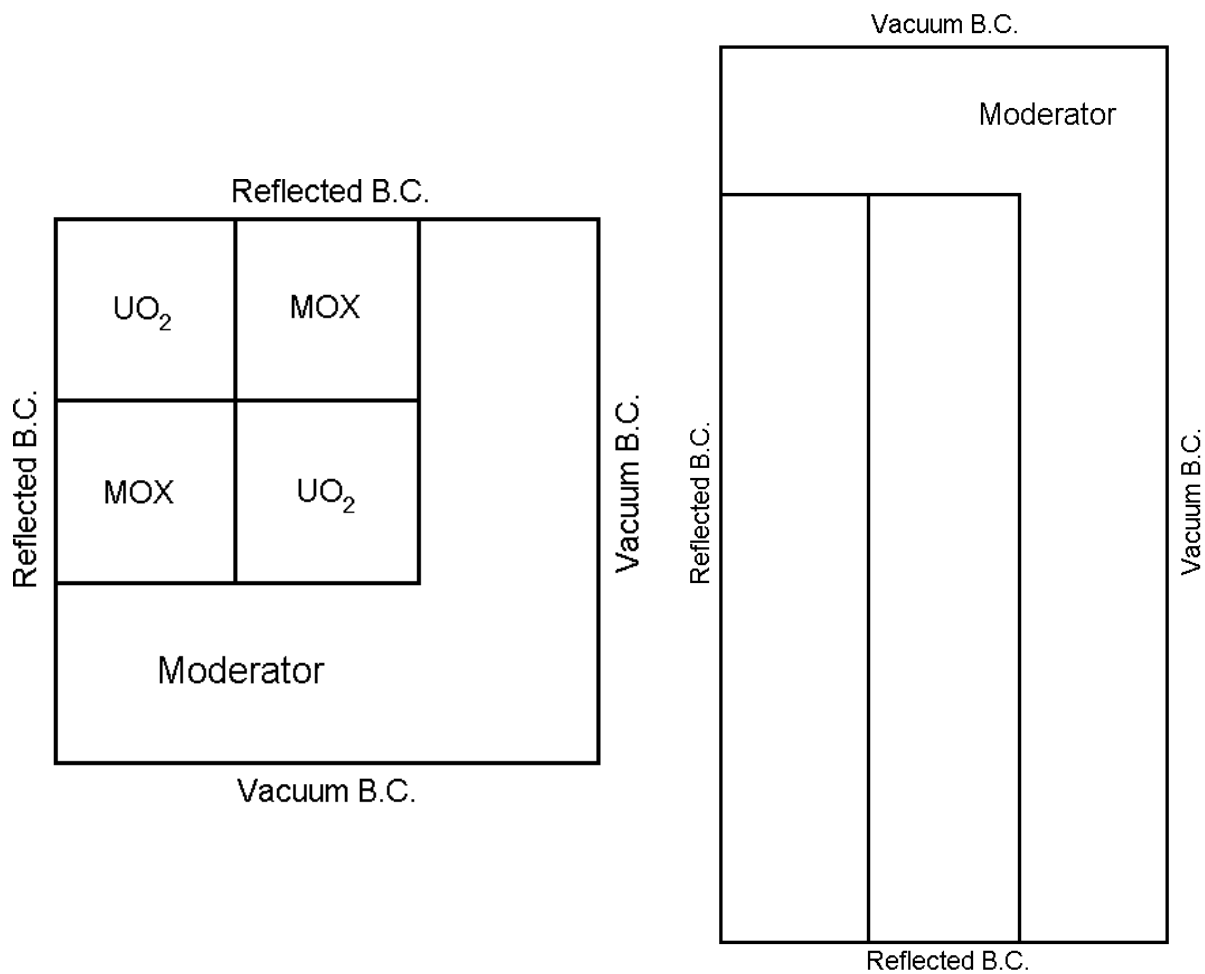 Reflected B.C.
UO₂
MOX
MOX
UO₂
Moderator
Reflected B.C.
Vacuum B.C.
Vacuum B.C.
Vacuum B.C.
Moderator
Reflected B.C.
Vacuum B.C.
Reflected B.C.